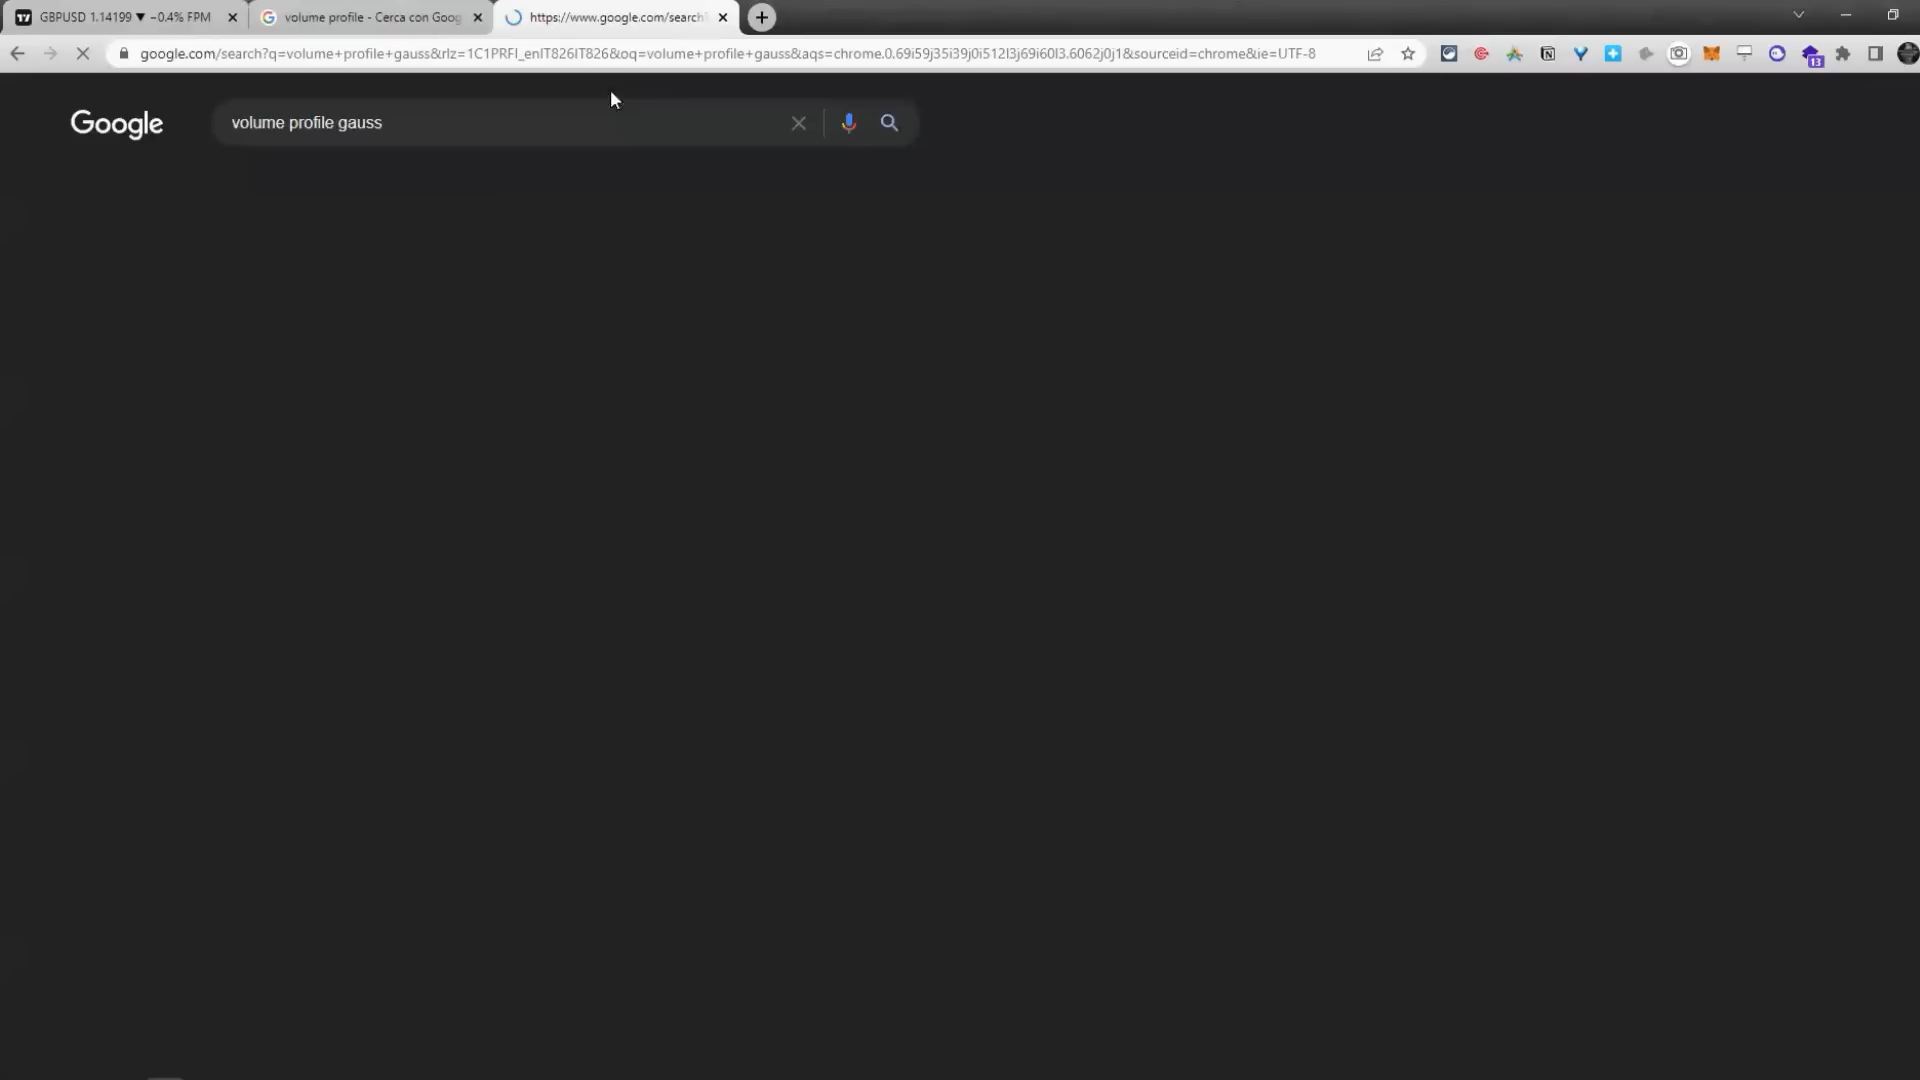 GBPUSD 1.14199 ▼ −0.4% FPM
volume profile - Cerca con Goog
https://www.google.com/search?
google.com/search?q=volume+profile+gauss&rlz=1C1PRFI_enIT826IT826&oq=volume+profile+gauss&aqs=chrome.0.69i59j35i39j0i512l3j69i60l3.6062j0j1&sourceid=chrome&ie=UTF-8
13
Google
volume profile gauss